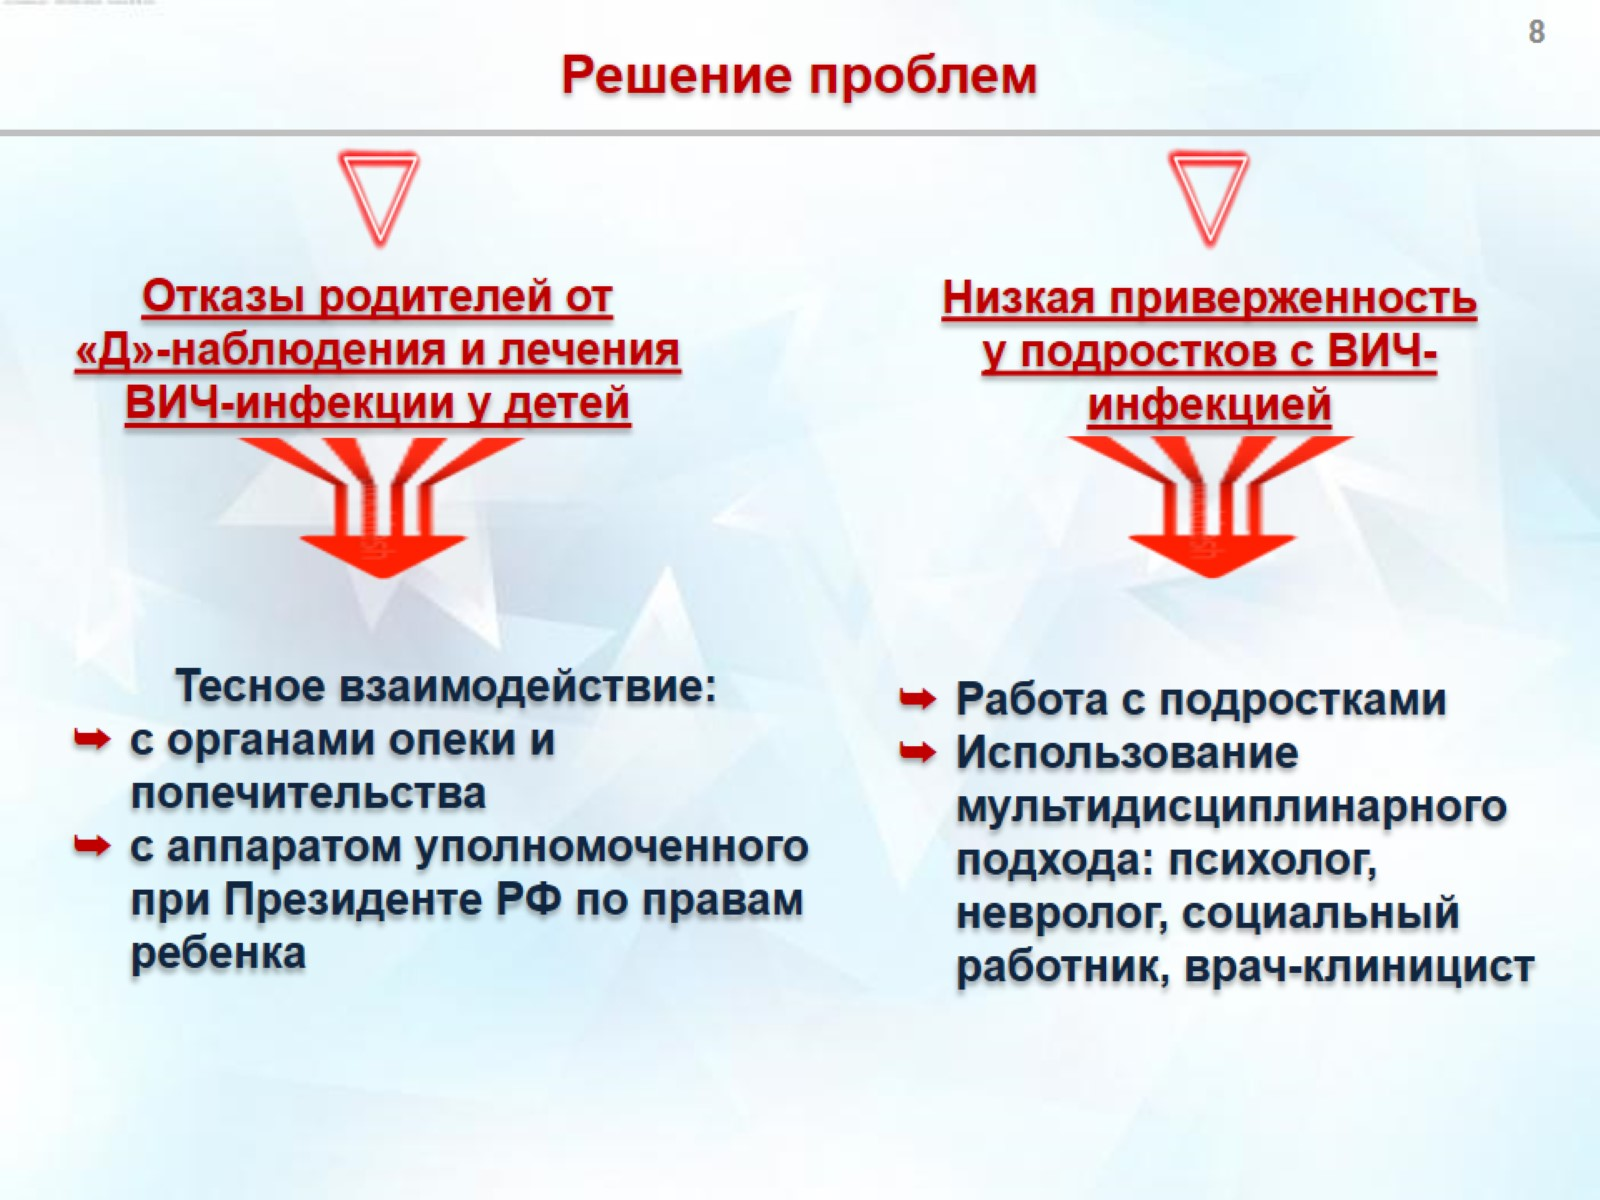 8
Решение проблем
Отказы родителей от
«Д»-наблюдения и лечения
ВИЧ-инфекции у детей
Низкая приверженность
у подростков с ВИЧ-
инфекцией
Тесное взаимодействие:
с органами опеки и
попечительства
с аппаратом уполномоченного
при Президенте РФ по правам
ребенка
Работа с подростками
Использование
мультидисциплинарного
подхода: психолог,
невролог, социальный
работник, врач-клиницист